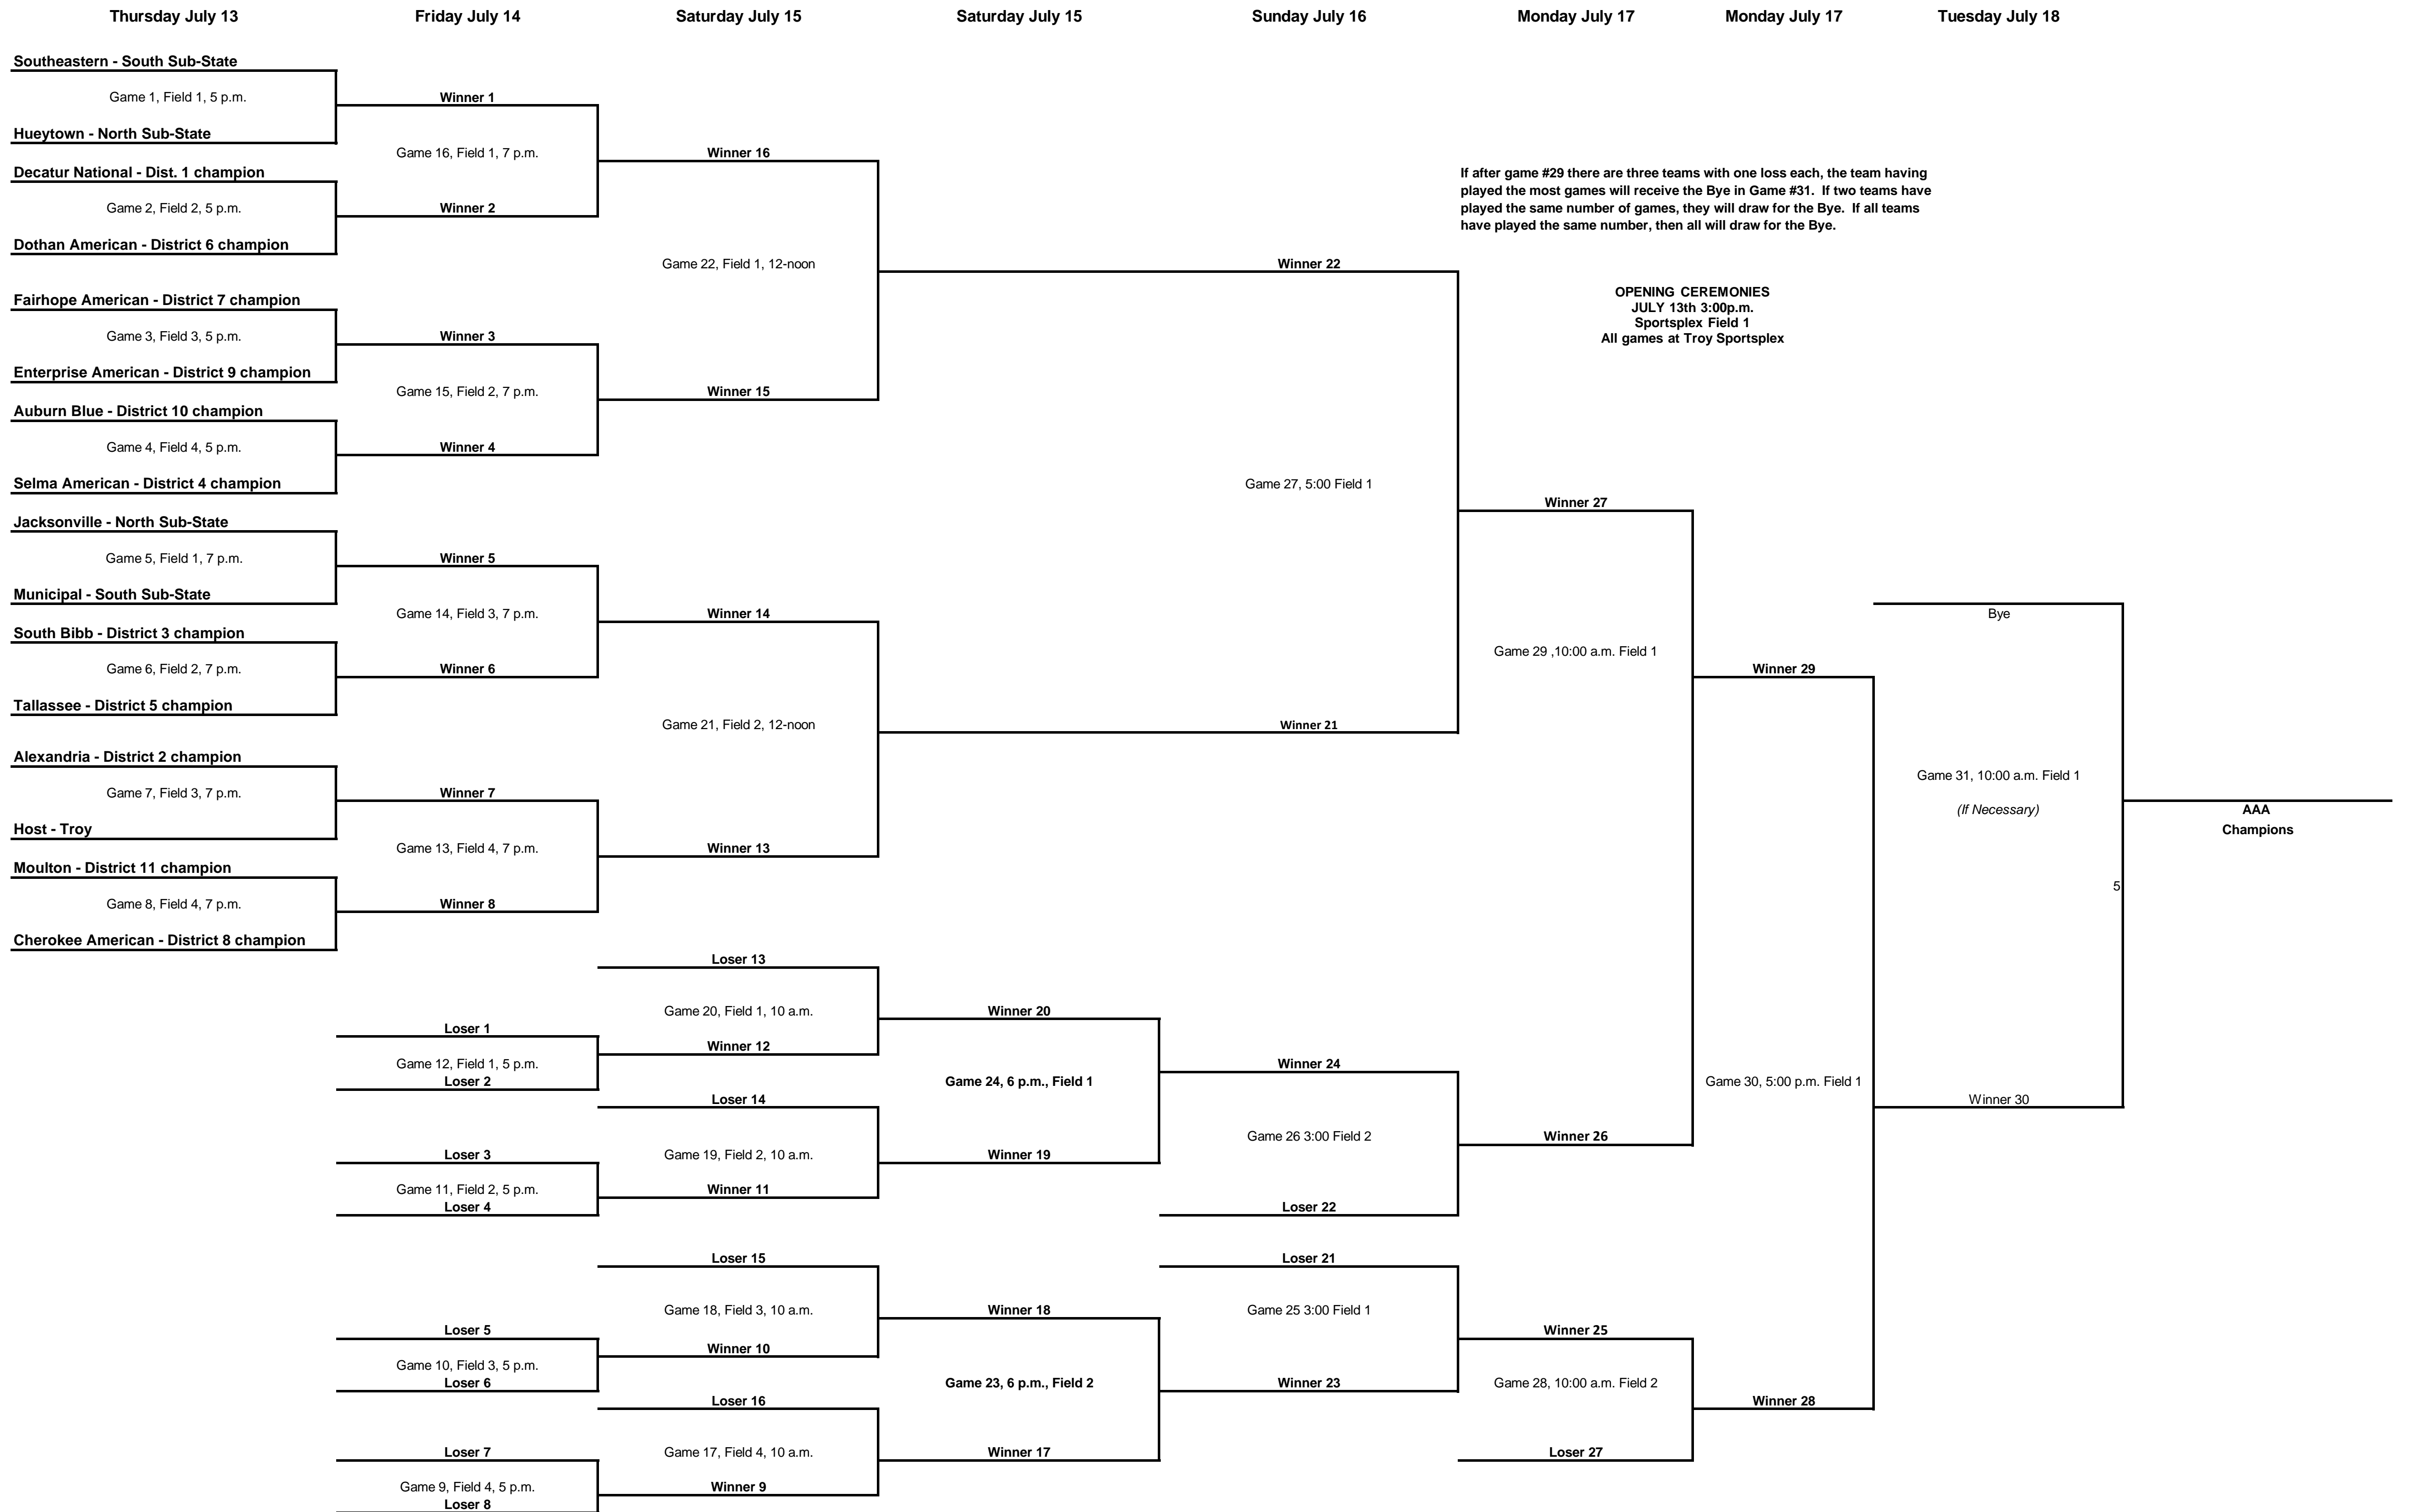 Thursday July 13
Friday July 14
Saturday July 15
Saturday July 15
Sunday July 16
Monday July 17
Monday July 17
Tuesday July 18
Southeastern - South Sub-State
Game 1, Field 1, 5 p.m.
Hueytown - North Sub-State
Decatur National - Dist. 1 champion
Game 2, Field 2, 5 p.m.
Dothan American - District 6 champion
Fairhope American - District 7 champion
Game 3, Field 3, 5 p.m.
Enterprise American - District 9 champion
Auburn Blue - District 10 champion
Game 4, Field 4, 5 p.m.
Selma American - District 4 champion
Jacksonville - North Sub-State
Game 5, Field 1, 7 p.m.
Municipal - South Sub-State
South Bibb - District 3 champion
Game 6, Field 2, 7 p.m.
Tallassee - District 5 champion
Alexandria - District 2 champion
Game 7, Field 3, 7 p.m.
Host - Troy
Moulton - District 11 champion
Game 8, Field 4, 7 p.m.
Cherokee American - District 8 champion
Winner 1
Game 16, Field 1, 7 p.m.
Winner 2
Winner 3
Game 15, Field 2, 7 p.m.
Winner 4
Winner 5
Game 14, Field 3, 7 p.m.
Winner 6
Winner 7
Game 13, Field 4, 7 p.m.
Winner 8
Loser 1
Game 12, Field 1, 5 p.m.
Loser 2
Loser 3
Game 11, Field 2, 5 p.m.
Loser 4
Loser 5
Game 10, Field 3, 5 p.m.
Loser 6
Loser 7
Game 9, Field 4, 5 p.m.
Loser 8
Winner 16
Game 22, Field 1, 12-noon
Winner 15
Winner 14
Game 21, Field 2, 12-noon
Winner 13
Loser 13
Game 20, Field 1, 10 a.m.
Winner 12
Loser 14
Game 19, Field 2, 10 a.m.
Winner 11
Loser 15
Game 18, Field 3, 10 a.m.
Winner 10
Loser 16
Game 17, Field 4, 10 a.m.
Winner 9
Winner 20
Game 24, 6 p.m., Field 1
Winner 19
Winner 18
Game 23, 6 p.m., Field 2
Winner 17
Winner 22
Game 27, 5:00 Field 1
Winner 21
Winner 24
Game 26 3:00 Field 2
Loser 22
Loser 21
Game 25 3:00 Field 1
Winner 23
If after game #29 there are three teams with one loss each, the team having
played the most games will receive the Bye in Game #31. If two teams have
played the same number of games, they will draw for the Bye. If all teams
have played the same number, then all will draw for the Bye.
OPENING CEREMONIES
JULY 13th 3:00p.m.
Sportsplex Field 1
All games at Troy Sportsplex
Winner 27
Game 29 ,10:00 a.m. Field 1
Winner 26
Winner 25
Game 28, 10:00 a.m. Field 2
Loser 27
Winner 29
Game 30, 5:00 p.m. Field 1
Winner 28
Bye
Game 31, 10:00 a.m. Field 1
(If Necessary)
5
Winner 30
AAA
Champions